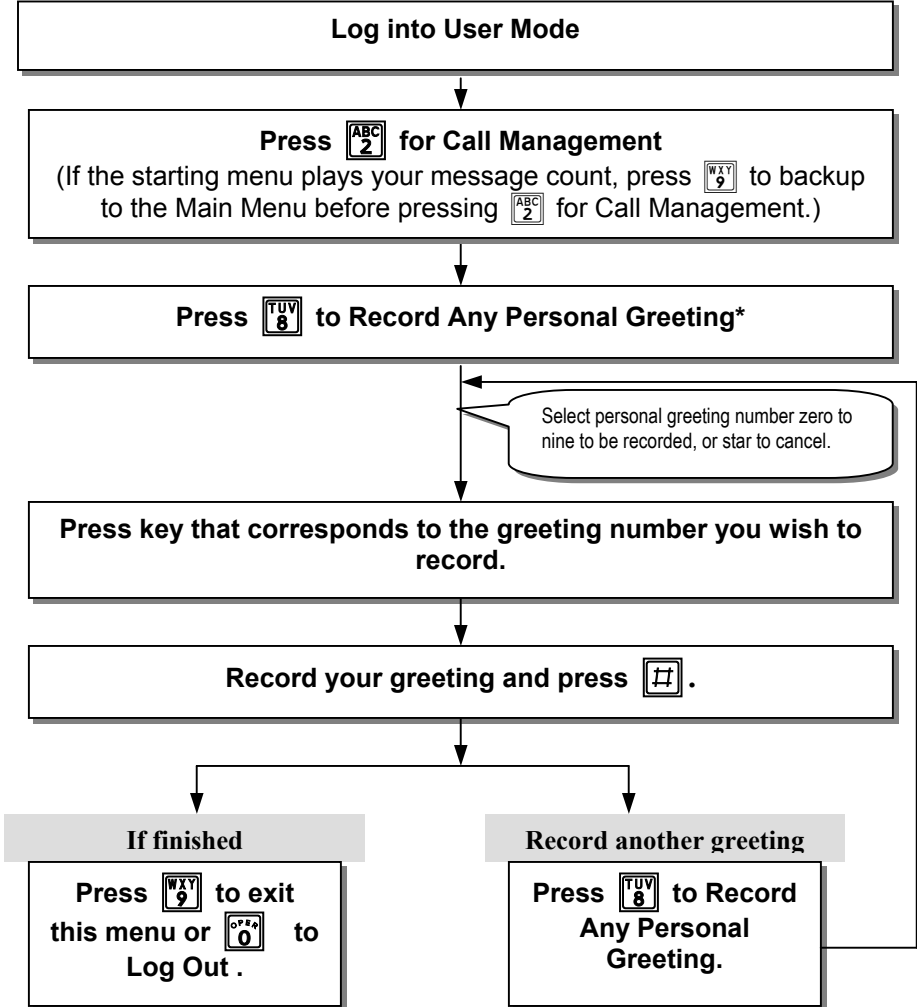 Log into User Mode
Press ABC 2 for Call Management
(If the starting menu plays your message count, press WXY 9 to backup
to the Main Menu before pressing ABC 2 for Call Management.)
Press TUV 8 to Record Any Personal Greeting*
Select personal greeting number zero to
nine to be recorded, or star to cancel.
Press key that corresponds to the greeting number you wish to
record.
Record your greeting and press #.
If finished
Press WXY 9 to exit
this menu or OPER 0 to
Log Out .
Record another greeting
Press TUV 8 to Record
Any Personal
Greeting.